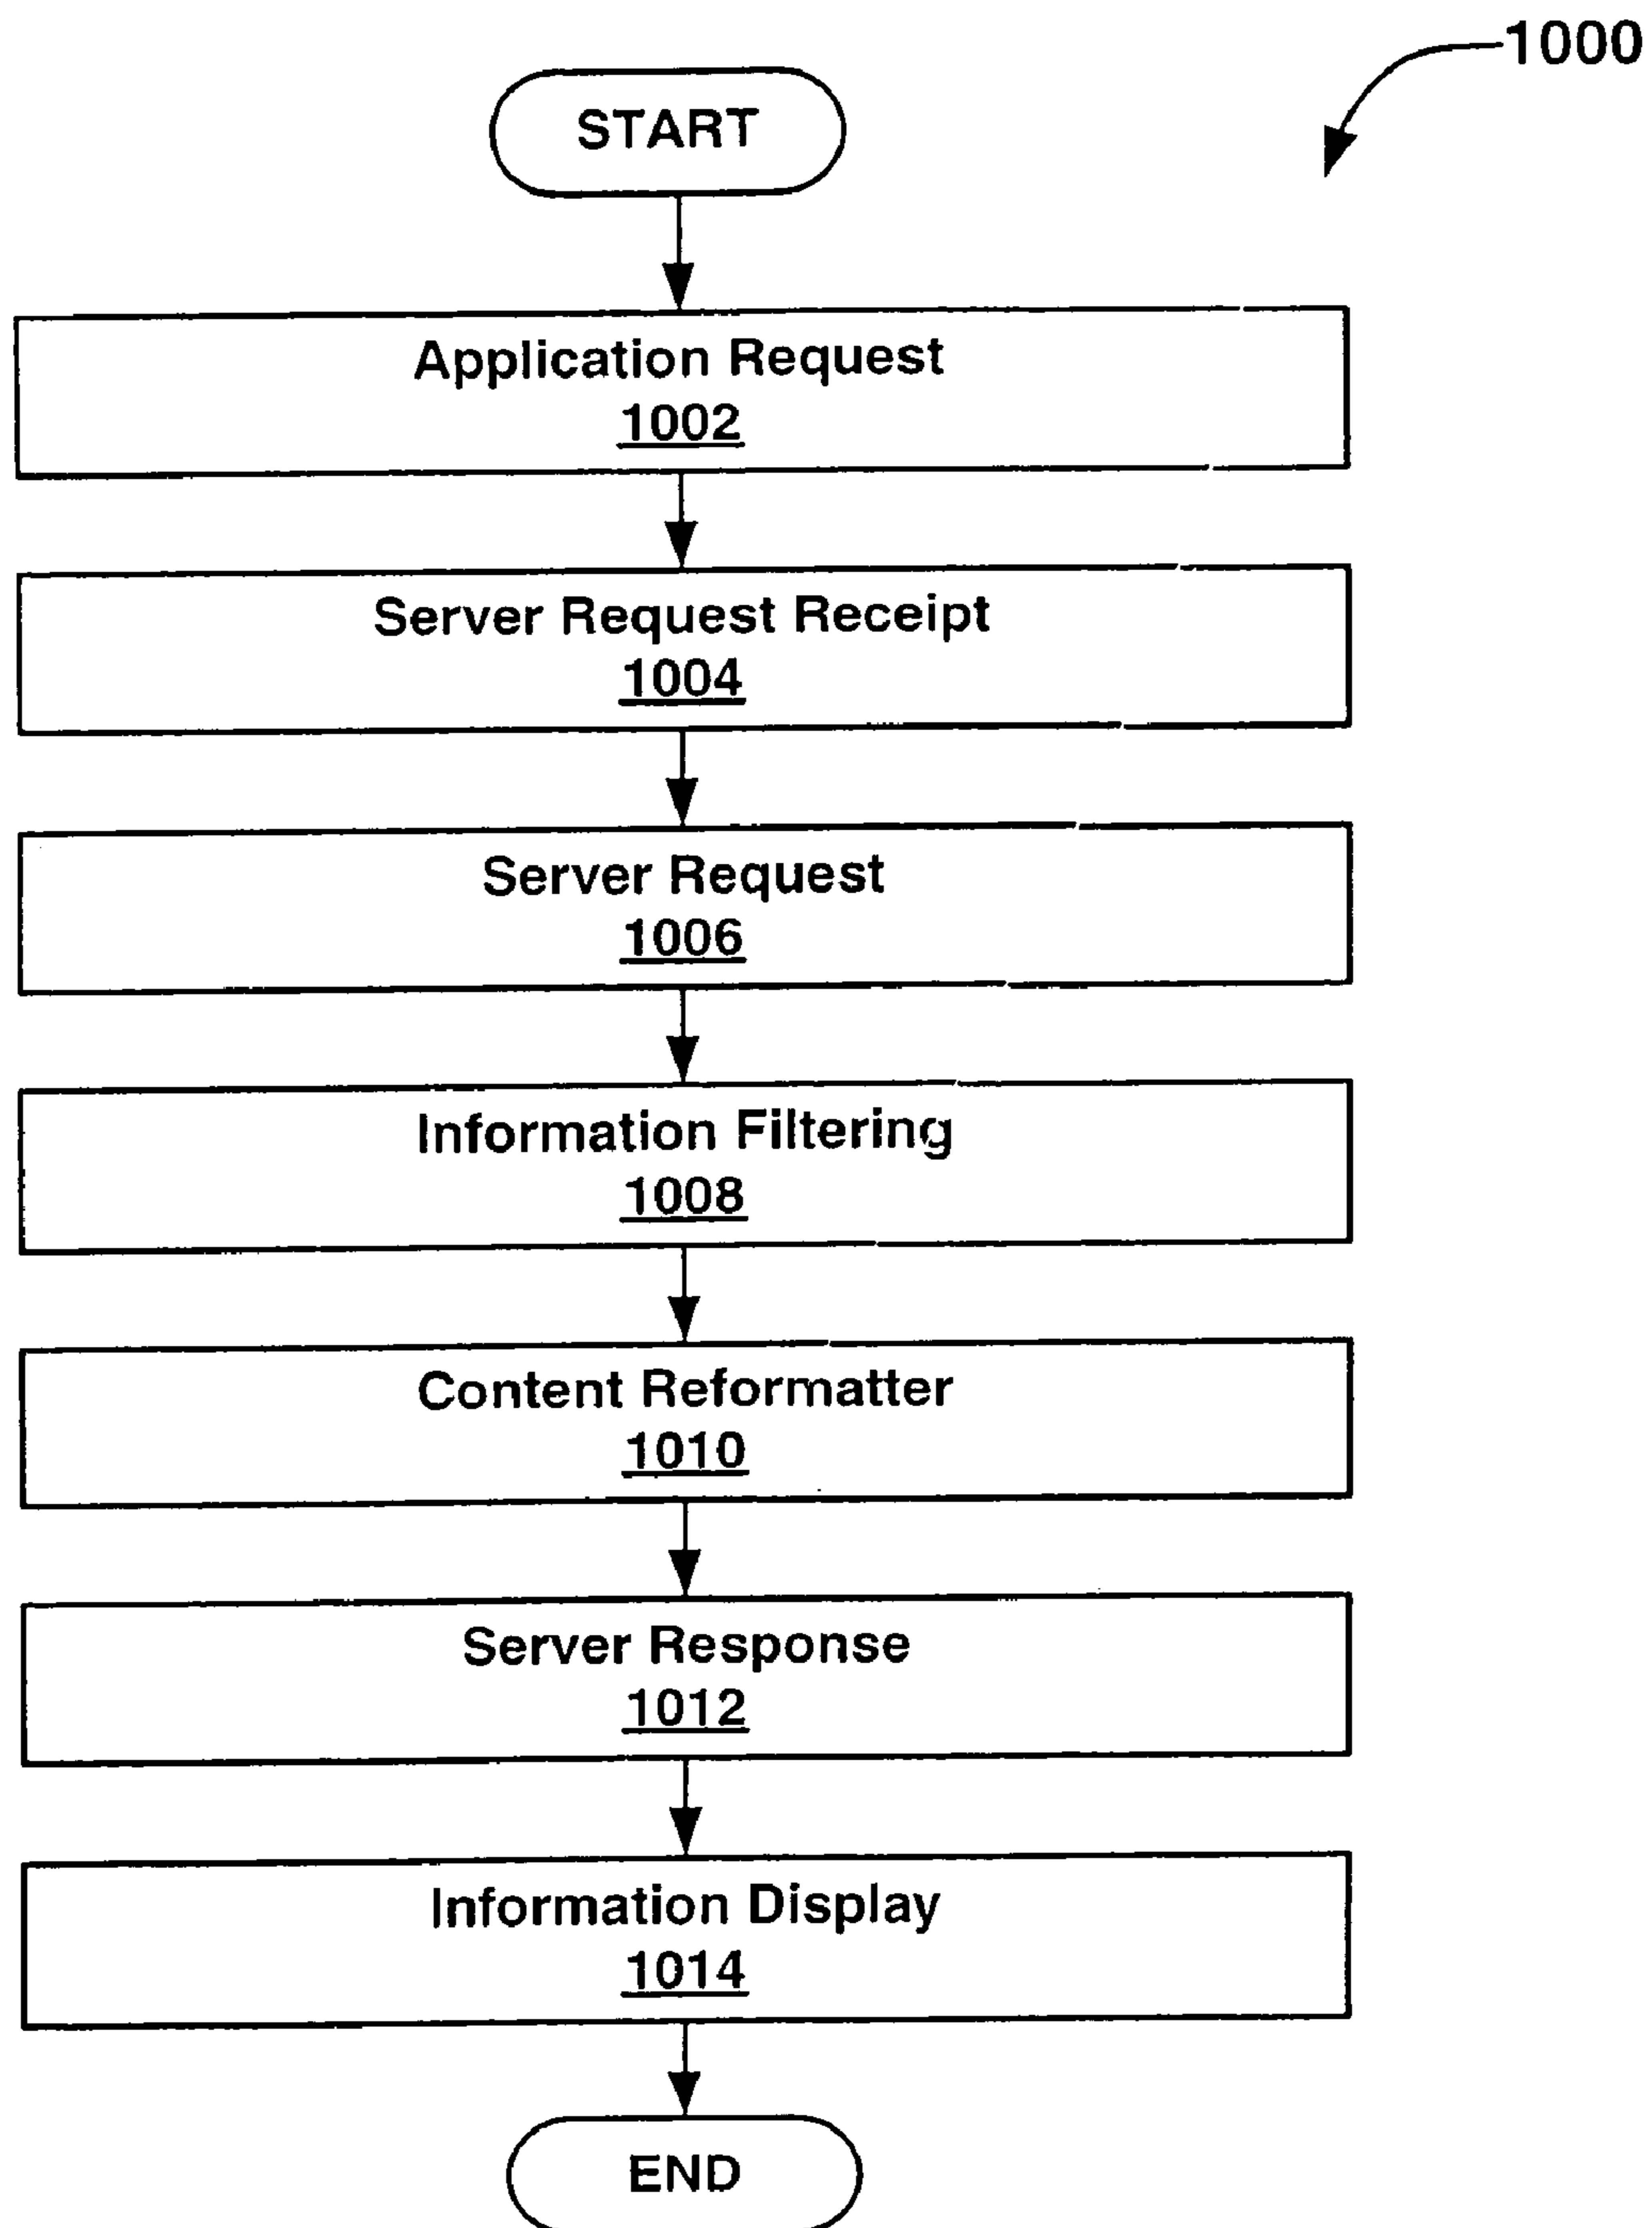 1000
START
Application Request
1002
Server Request Receipt
1004
Server Request
1006
Information Filtering
1008
Content Reformatter
1010
Server Response
1012
Information Display
1014
END